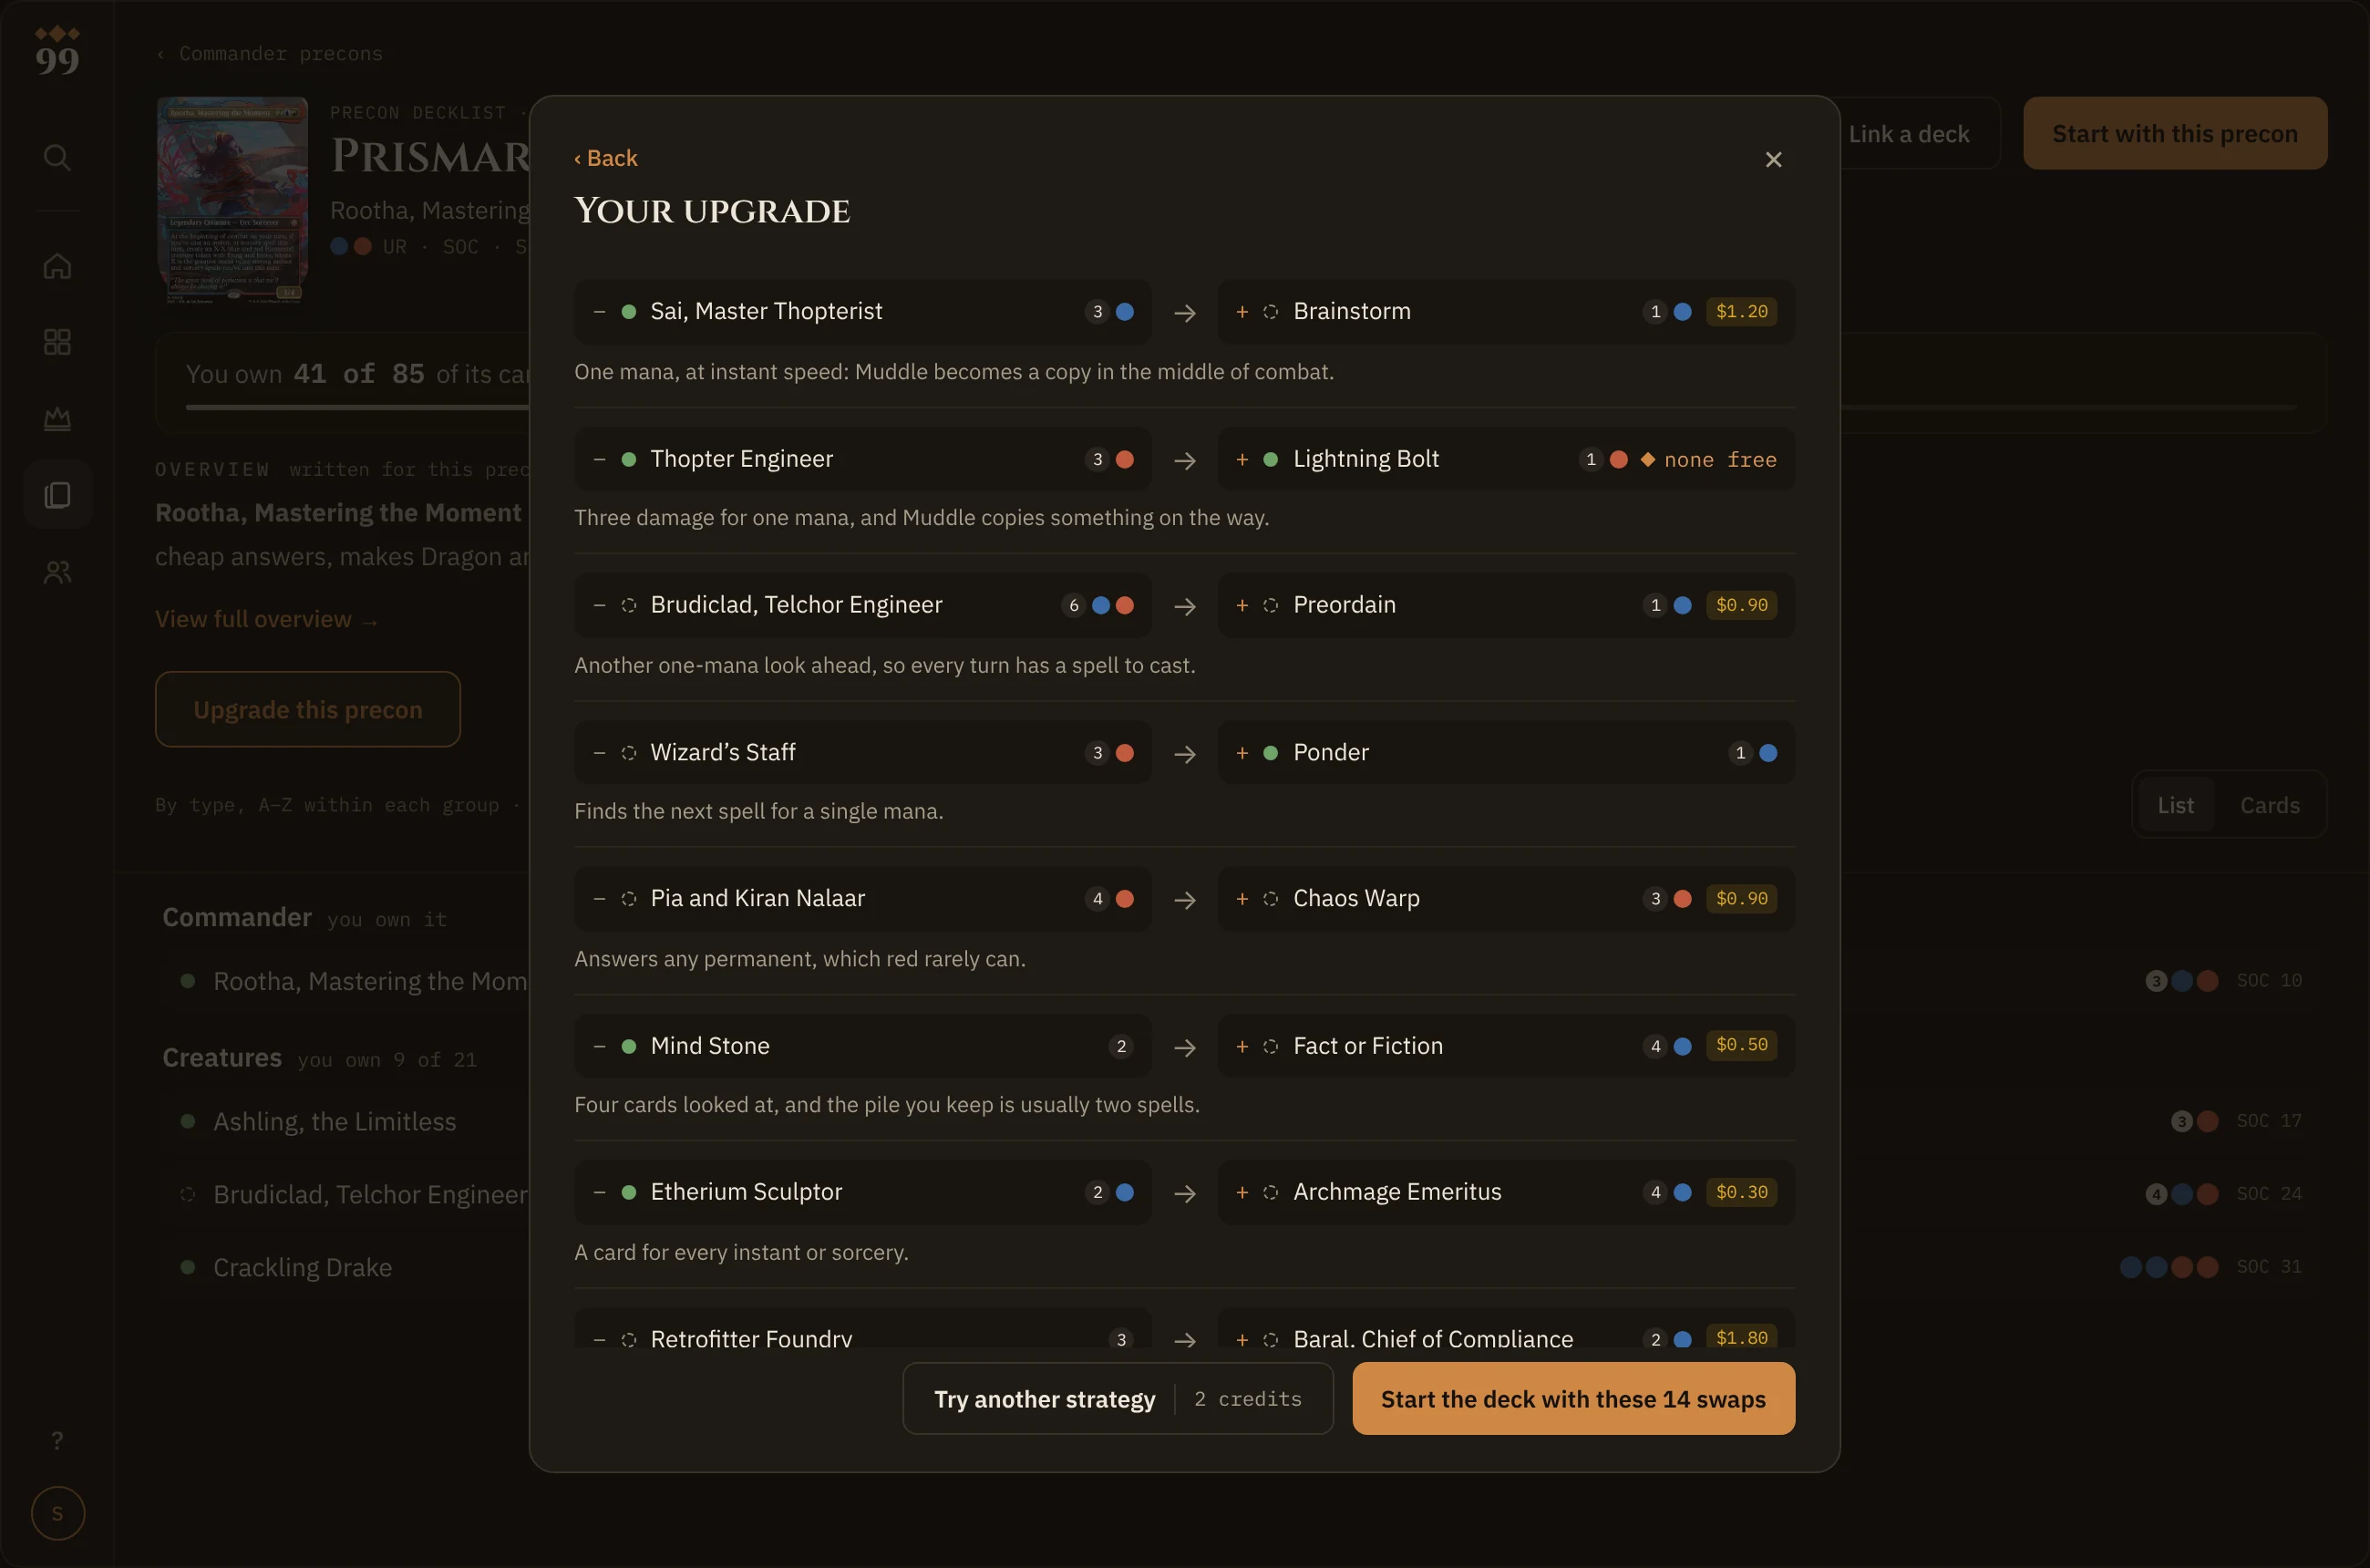 99
‹ Commander precons
PRECON DECKLIST ·
PRISMAR
Rootha, Mastering
UR · SOC · S
Link a deck
Start with this precon
You own 41 of 85 of its car
OVERVIEW written for this prec
Rootha, Mastering the Moment
cheap answers, makes Dragon ar
View full overview →
Upgrade this precon
By type, A–Z within each group ·
List
Cards
Commander you own it
Rootha, Mastering the Mom
3
SOC 10
Creatures you own 9 of 21
Ashling, the Limitless
3
SOC 17
Brudiclad, Telchor Engineer
4
SOC 24
Crackling Drake
SOC 31
?
S
‹ Back
×
YOUR UPGRADE
− Sai, Master Thopterist 3 → + Brainstorm 1 $1.20
One mana, at instant speed: Muddle becomes a copy in the middle of combat.
− Thopter Engineer 3 → + Lightning Bolt 1 ◆ none free
Three damage for one mana, and Muddle copies something on the way.
− Brudiclad, Telchor Engineer 6 → + Preordain 1 $0.90
Another one-mana look ahead, so every turn has a spell to cast.
− Wizard’s Staff 3 → + Ponder 1
Finds the next spell for a single mana.
− Pia and Kiran Nalaar 4 → + Chaos Warp 3 $0.90
Answers any permanent, which red rarely can.
− Mind Stone 2 → + Fact or Fiction 4 $0.50
Four cards looked at, and the pile you keep is usually two spells.
− Etherium Sculptor 2 → + Archmage Emeritus 4 $0.30
A card for every instant or sorcery.
− Retrofitter Foundry 3 → + Baral, Chief of Compliance 2 $1.80
Try another strategy | 2 credits
Start the deck with these 14 swaps